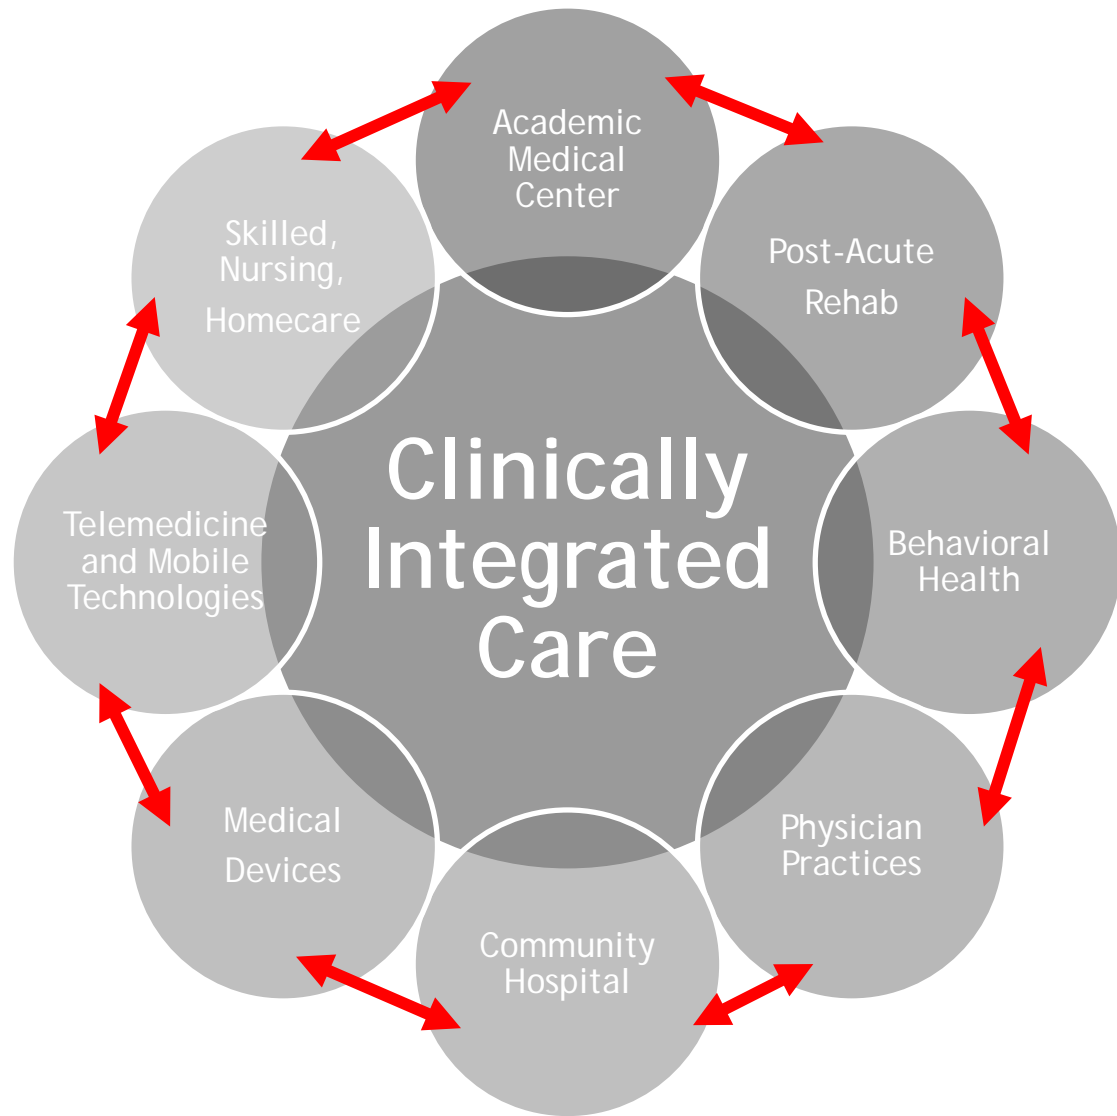 Academic
Medical
Center
Post-Acute
Rehab
Behavioral
Health
Physician
Practices
Community
Hospital
Medical
Devices
Telemedicine
and Mobile
Technologies
Skilled,
Nursing,
Homecare
Clinically
Integrated
Care